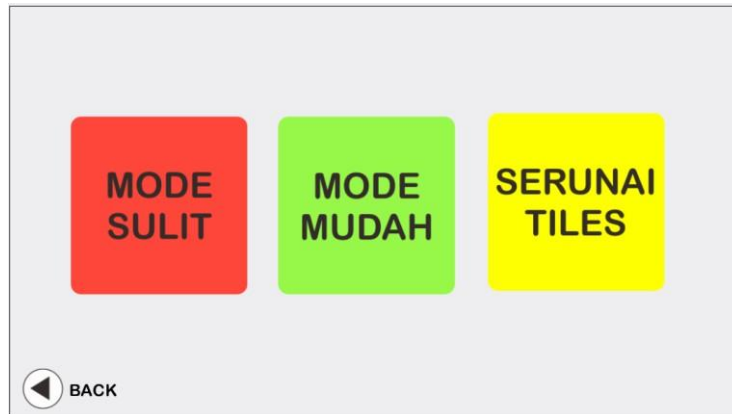 MODE
SULIT
MODE
MUDAH
SERUNAI
TILES
BACK